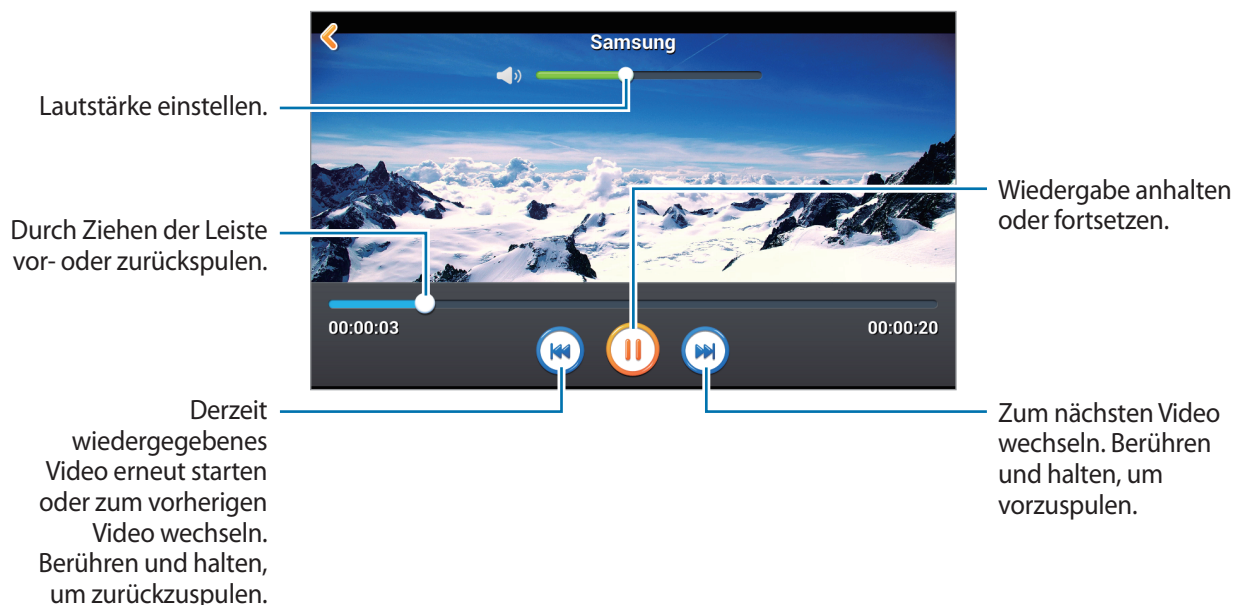 Samsung
Lautstärke einstellen.
Durch Ziehen der Leiste
vor- oder zurückspulen.
Wiedergabe anhalten
oder fortsetzen.
00:00:03
00:00:20
Derzeit
wiedergegebenes
Video erneut starten
oder zum vorherigen
Video wechseln.
Berühren und halten,
um zurückzuspulen.
Zum nächsten Video
wechseln. Berühren
und halten, um
vorzuspulen.